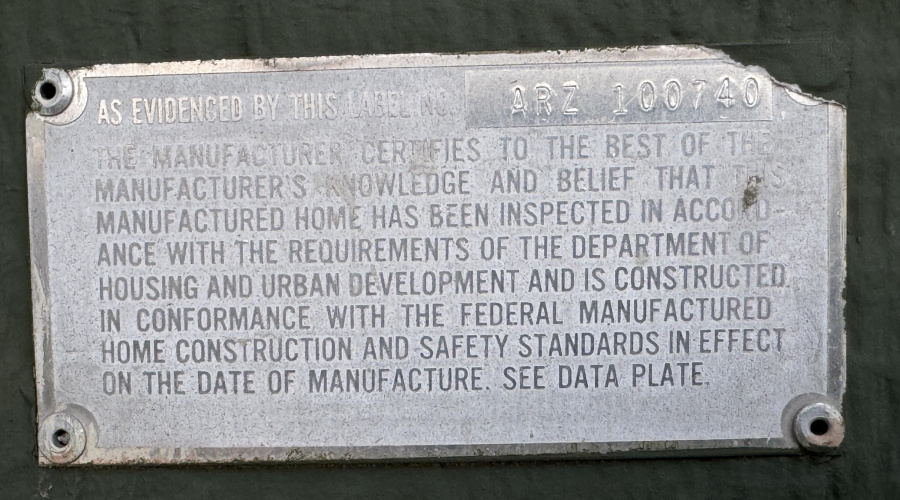 AS EVIDENCED BY THIS LABEL NO. ARZ 100740
THE MANUFACTURER CERTIFIES TO THE BEST OF THE
MANUFACTURER'S KNOWLEDGE AND BELIEF THAT THIS
MANUFACTURED HOME HAS BEEN INSPECTED IN ACCORD-
ANCE WITH THE REQUIREMENTS OF THE DEPARTMENT OF
HOUSING AND URBAN DEVELOPMENT AND IS CONSTRUCTED
IN CONFORMANCE WITH THE FEDERAL MANUFACTURED
HOME CONSTRUCTION AND SAFETY STANDARDS IN EFFECT
ON THE DATE OF MANUFACTURE. SEE DATA PLATE.